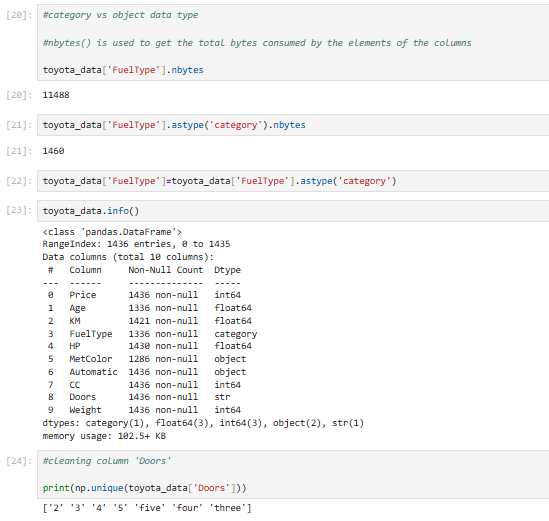 [20]: #category vs object data type
#nbytes() is used to get the total bytes consumed by the elements of the columns
toyota_data['FuelType'].nbytes
[20]: 11488
[21]: toyota_data['FuelType'].astype('category').nbytes
[21]: 1460
[22]: toyota_data['FuelType']=toyota_data['FuelType'].astype('category')
[23]: toyota_data.info()
<class 'pandas.DataFrame'>
RangeIndex: 1436 entries, 0 to 1435
Data columns (total 10 columns):
 #   Column     Non-Null Count  Dtype
---  ------     --------------  -----
 0   Price      1436 non-null   int64
 1   Age        1336 non-null   float64
 2   KM         1421 non-null   float64
 3   FuelType   1336 non-null   category
 4   HP         1430 non-null   float64
 5   MetColor   1286 non-null   object
 6   Automatic  1436 non-null   object
 7   CC         1436 non-null   int64
 8   Doors      1436 non-null   str
 9   Weight     1436 non-null   int64
dtypes: category(1), float64(3), int64(3), object(2), str(1)
memory usage: 102.5+ KB
[24]: #cleaning column 'Doors'
print(np.unique(toyota_data['Doors']))
['2' '3' '4' '5' 'five' 'four' 'three']